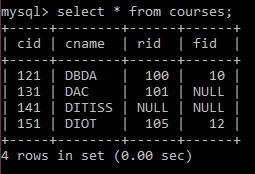 mysql> select * from courses;
+-----+--------+------+------+
| cid | cname  | rid  | fid  |
+-----+--------+------+------+
| 121 | DBDA   |  100 |   10 |
| 131 | DAC    |  101 | NULL |
| 141 | DITISS | NULL | NULL |
| 151 | DIOT   |  105 |   12 |
+-----+--------+------+------+
4 rows in set (0.00 sec)